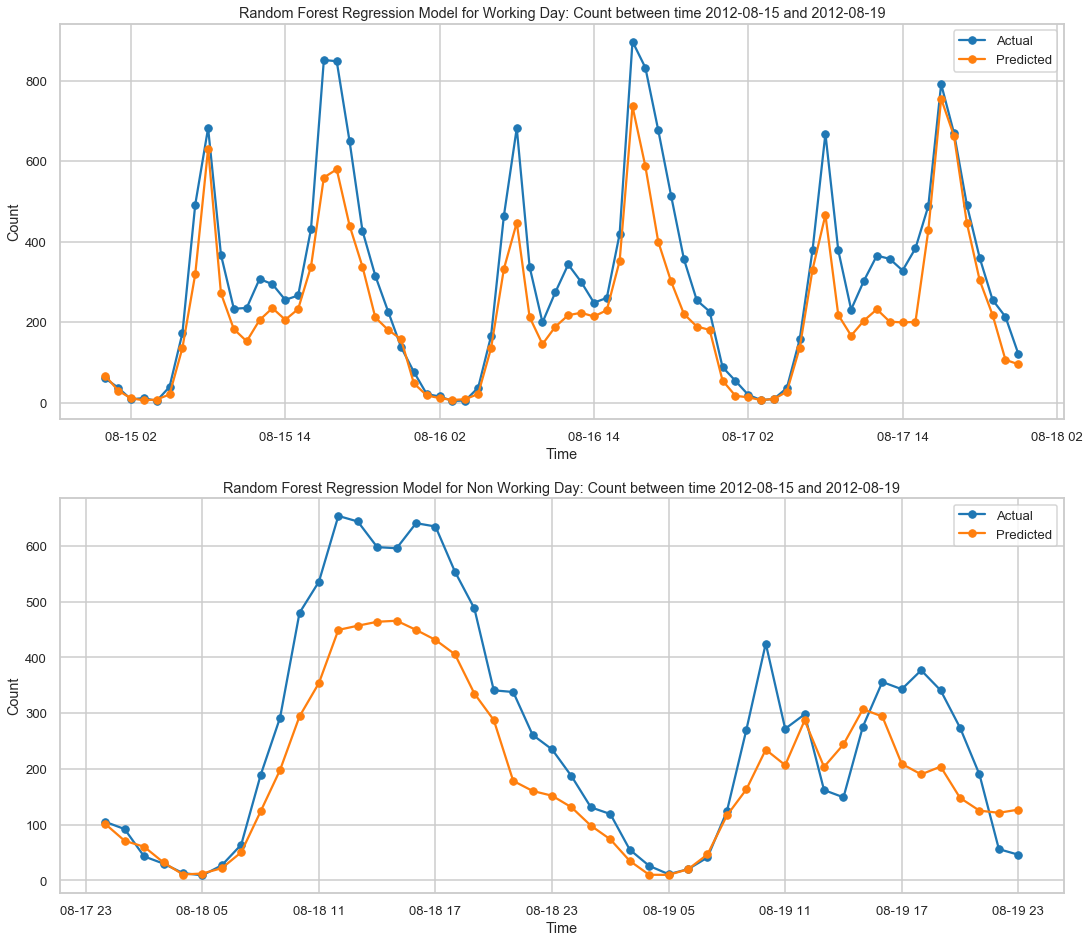 Random Forest Regression Model for Working Day: Count between time 2012-08-15 and 2012-08-19
Actual
Predicted
800
600
400
200
0
Count
08-15 02 08-15 14 08-16 02 08-16 14 08-17 02 08-17 14 08-18 02
Time
Random Forest Regression Model for Non Working Day: Count between time 2012-08-15 and 2012-08-19
Actual
Predicted
600
500
400
300
200
100
0
Count
08-17 23 08-18 05 08-18 11 08-18 17 08-18 23 08-19 05 08-19 11 08-19 17 08-19 23
Time